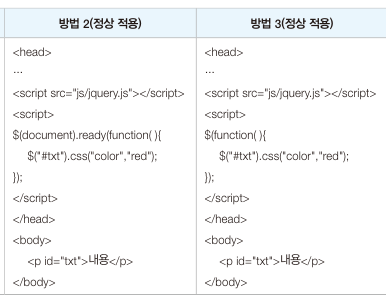 방법 2(정상 적용)
<head>
...
<script src="js/jquery.js"></script>
<script>
$(document).ready(function( ){
$("#txt").css("color","red");
});
</script>
</head>
<body>
<p id="txt">내용</p>
</body>
방법 3(정상 적용)
<head>
...
<script src="js/jquery.js"></script>
<script>
$(function( ){
$("#txt").css("color","red");
});
</script>
</head>
<body>
<p id="txt">내용</p>
</body>